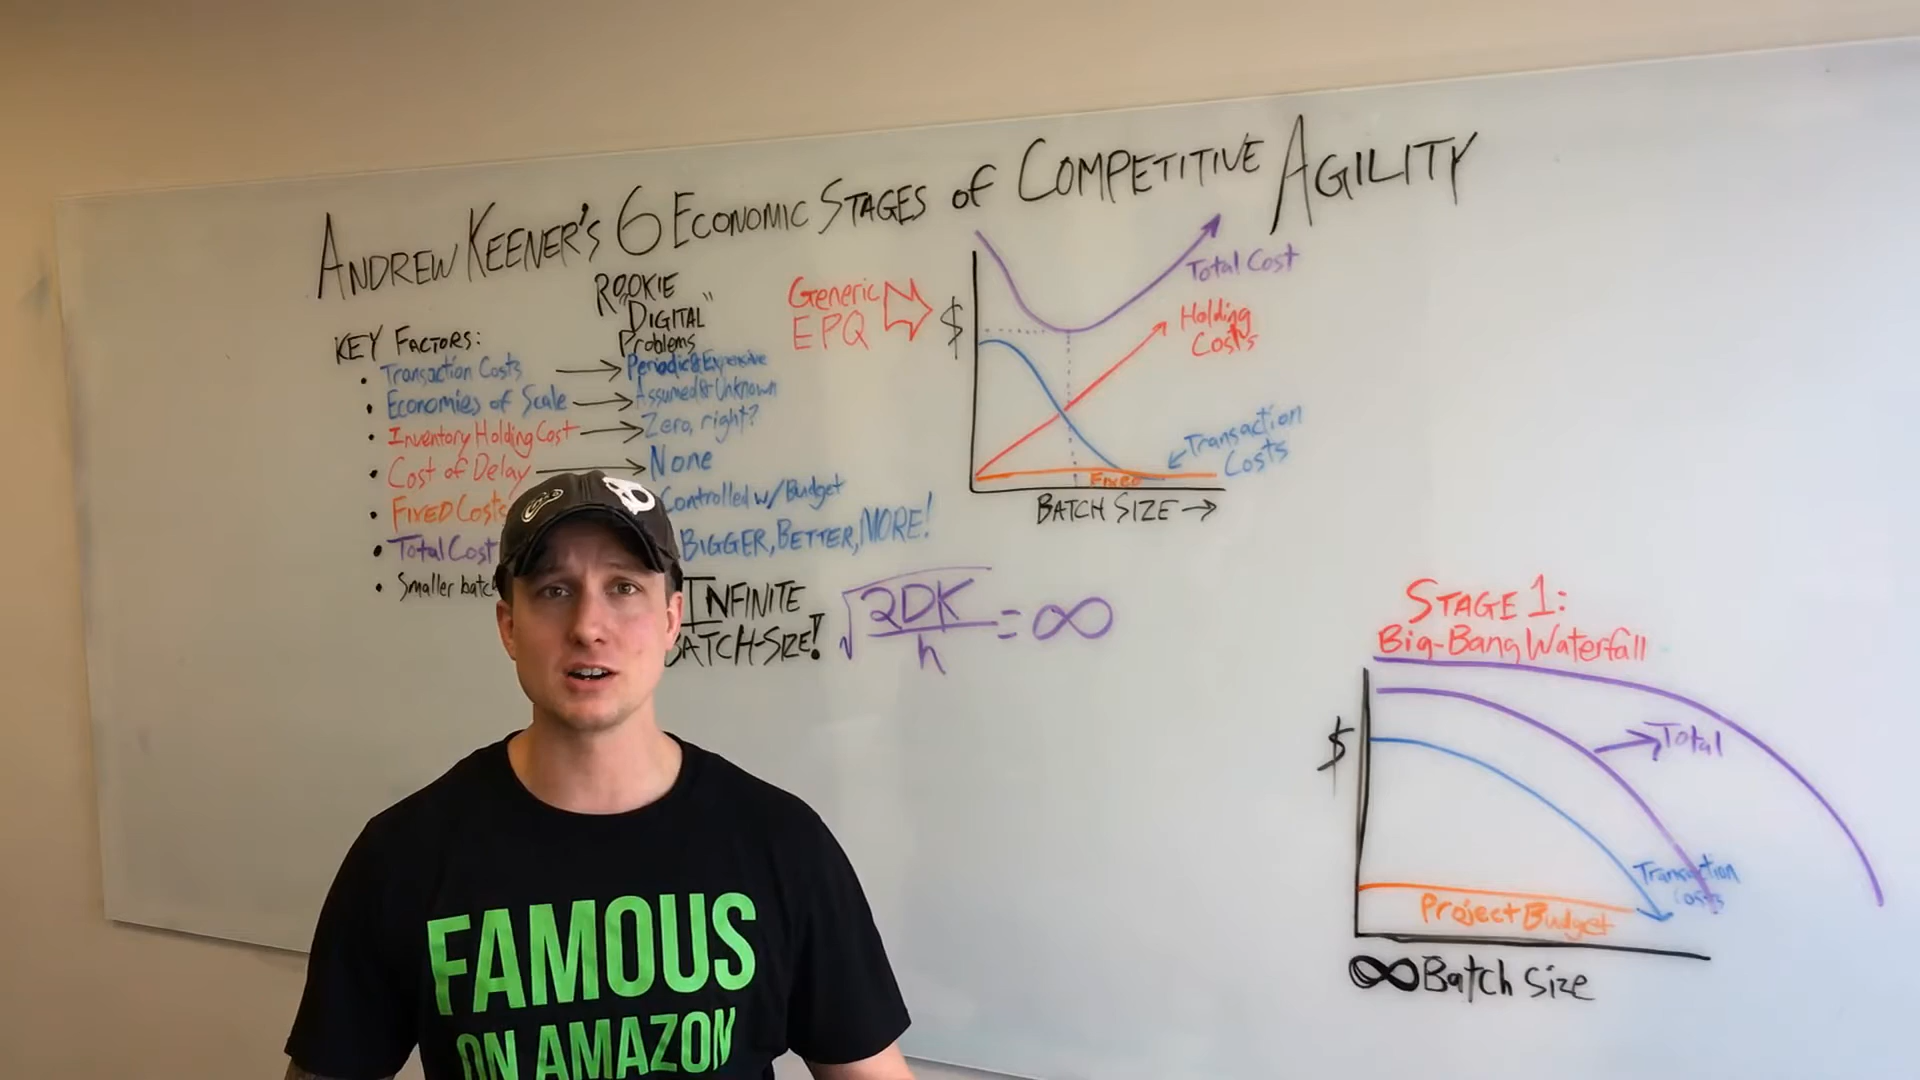 ANDREW KEENER'S 6 ECONOMIC STAGES of COMPETITIVE AGILITY
KEY FACTORS:
• Transaction Costs
• Economies of Scale
• Inventory Holding Cost
• Cost of Delay
• FIXED Costs
• Total Cost
• Smaller batc
ROOKIE
"DIGITAL"
Problems
Periodic & Expensive
Assumed & Unknown
Zero, right?
None
Controlled w/ Budget
BIGGER, BETTER, MORE!
INFINITE
BATCH-SIZE!
√2DK/h = ∞
Generic
EPQ
$
Total Cost
Holding
Costs
Transaction
Costs
Fixed
BATCH SIZE →
STAGE 1:
Big-Bang Waterfall
$
Total
Transaction
Costs
Project Budget
∞ Batch Size
FAMOUS
ON AMAZON